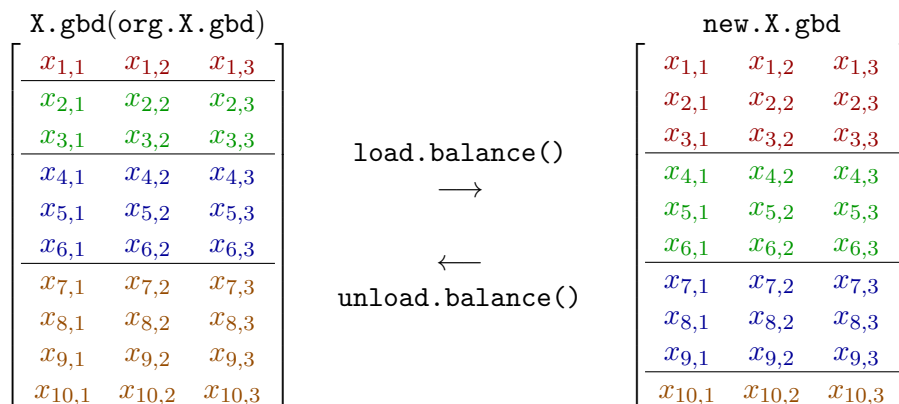 X.gbd(org.X.gbd) new.X.gbd
x1,1 x1,2 x1,3 x1,1 x1,2 x1,3
x2,1 x2,2 x2,3 x2,1 x2,2 x2,3
x3,1 x3,2 x3,3 x3,1 x3,2 x3,3
load.balance()
⟶
x4,1 x4,2 x4,3 x4,1 x4,2 x4,3
x5,1 x5,2 x5,3 x5,1 x5,2 x5,3
x6,1 x6,2 x6,3 x6,1 x6,2 x6,3
⟵
unload.balance()
x7,1 x7,2 x7,3 x7,1 x7,2 x7,3
x8,1 x8,2 x8,3 x8,1 x8,2 x8,3
x9,1 x9,2 x9,3 x9,1 x9,2 x9,3
x10,1 x10,2 x10,3 x10,1 x10,2 x10,3